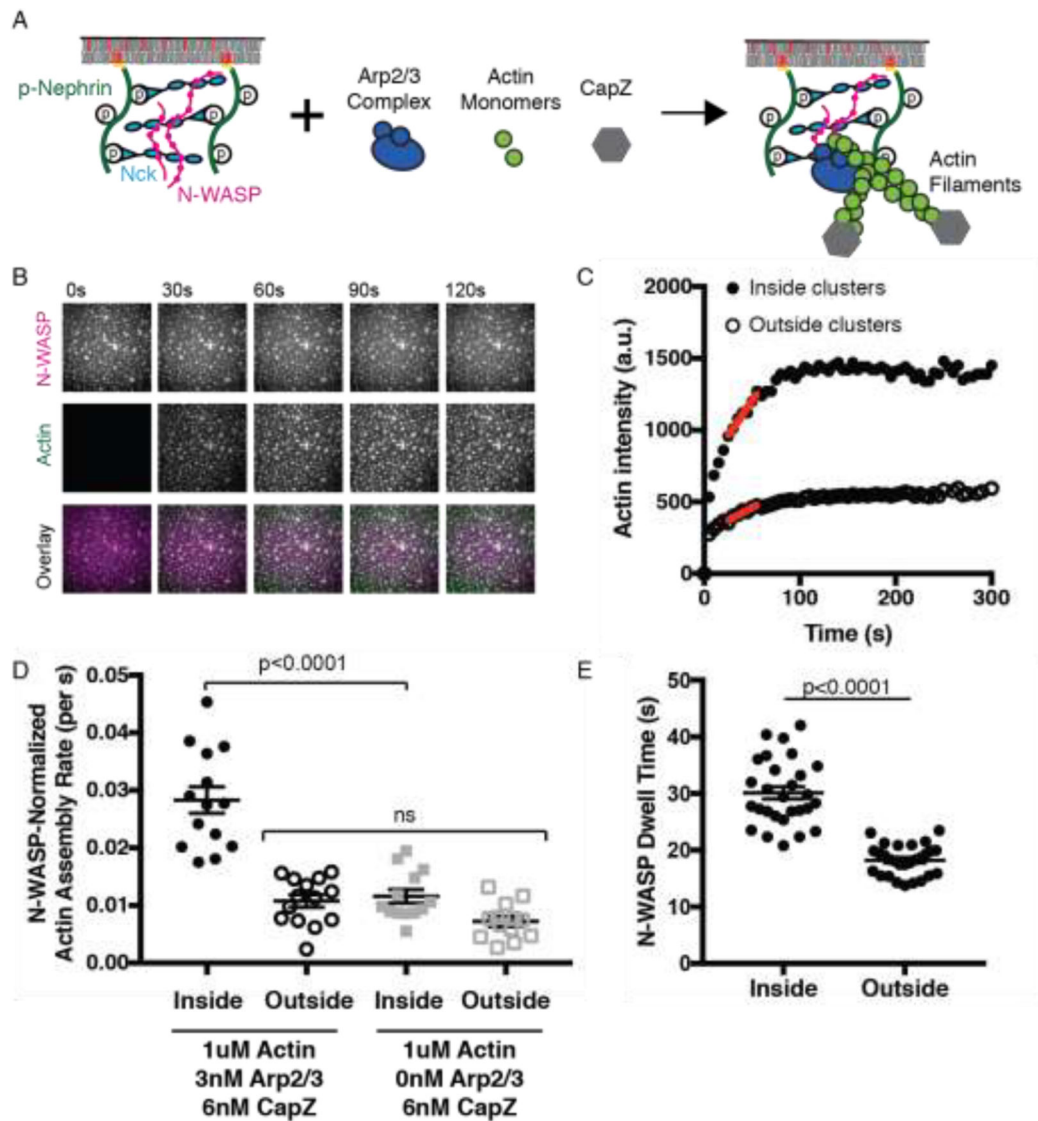 A
p-Nephrin
p
p
p
p
p
p
Nck
N-WASP
+
Arp2/3
Complex
Actin
Monomers
CapZ
p
p
p
p
p
Actin
Filaments
B
0s 30s 60s 90s 120s
N-WASP
Actin
Overlay
C
Inside clusters
Outside clusters
Actin intensity (a.u.)
2000
1500
1000
500
0
0 100 200 300
Time (s)
D
p<0.0001
ns
N-WASP-Normalized
Actin Assembly Rate (per s)
0.05
0.04
0.03
0.02
0.01
0.00
Inside Outside Inside Outside
1uM Actin 1uM Actin
3nM Arp2/3 0nM Arp2/3
6nM CapZ 6nM CapZ
E
p<0.0001
N-WASP Dwell Time (s)
50
40
30
20
10
0
Inside Outside